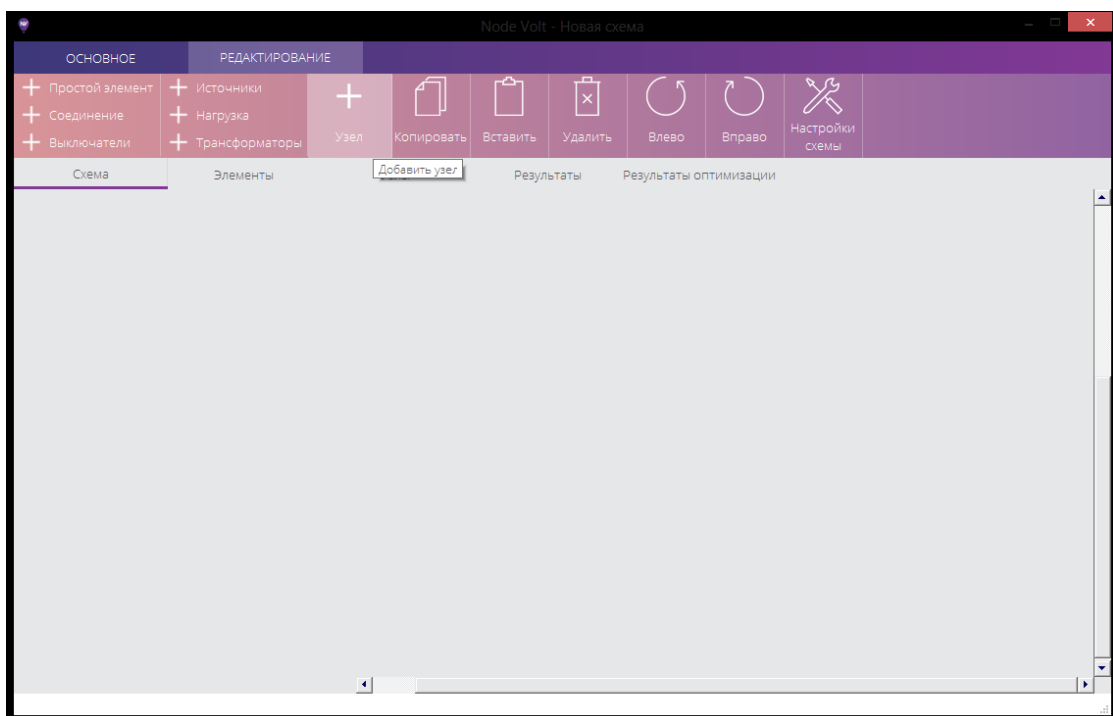 Node Volt - Новая схема
ОСНОВНОЕ РЕДАКТИРОВАНИЕ
Простой элемент
Соединение
Выключатели
Источники
Нагрузка
Трансформаторы
Узел
Копировать
Вставить
Удалить
Влево
Вправо
Настройки
схемы
Добавить узел
Схема Элементы Результаты Результаты оптимизации